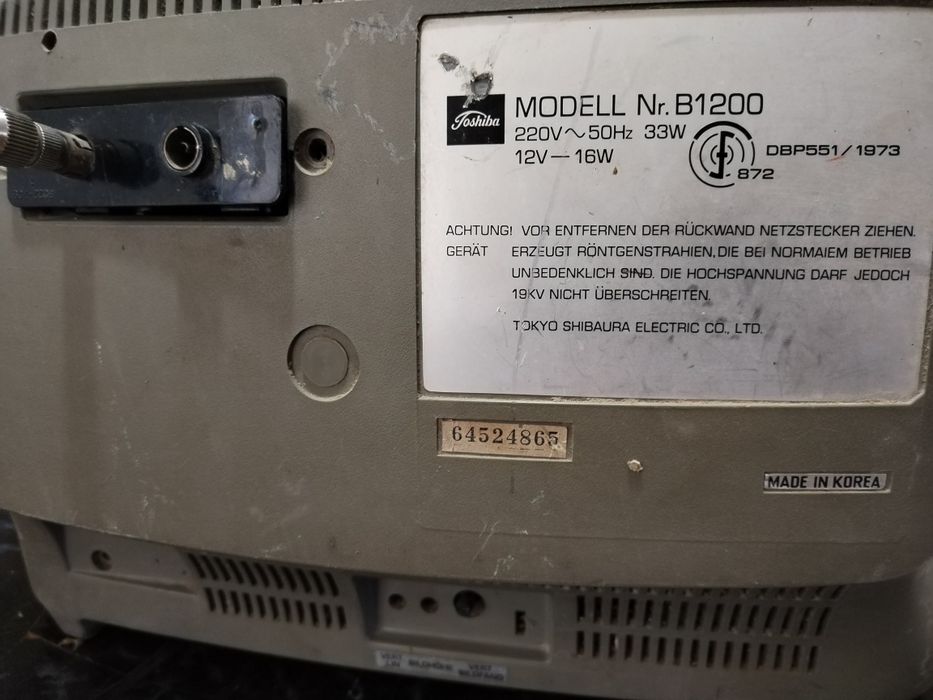 Toshiba
MODELL Nr. B1200
220V~50Hz 33W
12V—16W
DBP551/1973
872
ACHTUNG! VOR ENTFERNEN DER RÜCKWAND NETZSTECKER ZIEHEN.
GERÄT ERZEUGT RÖNTGENSTRAHIEN, DIE BEI NORMAIEM BETRIEB
UNBEDENKLICH SIND. DIE HOCHSPANNUNG DARF JEDOCH
19KV NICHT ÜBERSCHREITEN.
TOKYO SHIBAURA ELECTRIC CO., LTD.
64524865
MADE IN KOREA